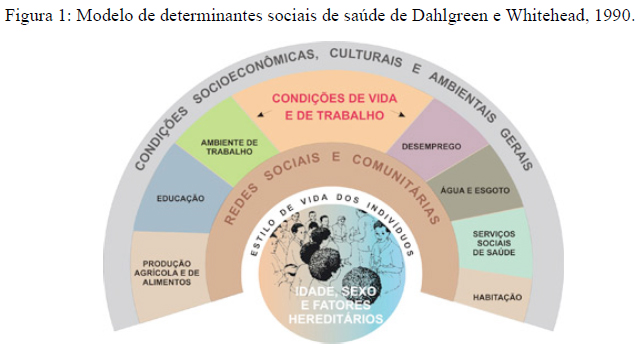 Figura 1: Modelo de determinantes sociais de saúde de Dahlgreen e Whitehead, 1990.
CONDIÇÕES SOCIOECONÔMICAS, CULTURAIS E AMBIENTAIS GERAIS
CONDIÇÕES DE VIDA
E DE TRABALHO
AMBIENTE DE
TRABALHO
DESEMPREGO
REDES SOCIAIS E COMUNITÁRIAS
EDUCAÇÃO
ÁGUA E ESGOTO
ESTILO DE VIDA DOS INDIVÍDUOS
SERVIÇOS
SOCIAIS
DE SAÚDE
PRODUÇÃO
AGRÍCOLA E DE
ALIMENTOS
HABITAÇÃO
IDADE, SEXO
E FATORES
HEREDITÁRIOS